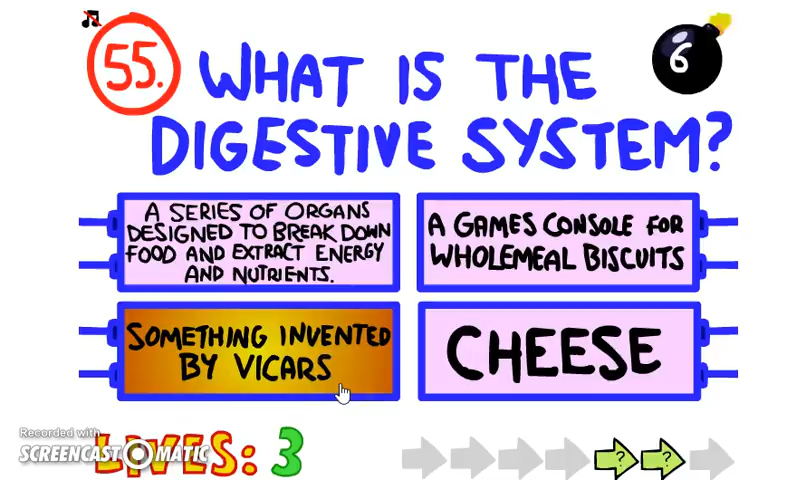 55.
WHAT IS THE
DIGESTIVE SYSTEM?
6
A SERIES OF ORGANS
DESIGNED TO BREAK DOWN
FOOD AND EXTRACT ENERGY
AND NUTRIENTS.
A GAMES CONSOLE FOR
WHOLEMEAL BISCUITS
SOMETHING INVENTED
BY VICARS
CHEESE
LIVES: 3
Recorded with
SCREENCAST-O-MATIC
?
?